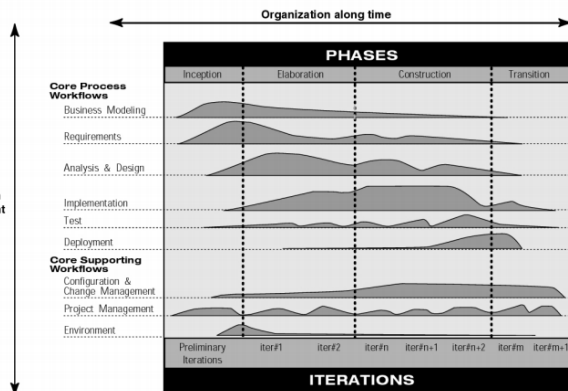 Organization along time
PHASES
Inception Elaboration Construction Transition
Core Process
Workflows
Business Modeling
Requirements
Analysis & Design
Implementation
Test
Deployment
Core Supporting
Workflows
Configuration &
Change Management
Project Management
Environment
Preliminary
Iterations
iter#1 iter#2 iter#n iter#n+1 iter#n+2 iter#m iter#m+1
ITERATIONS